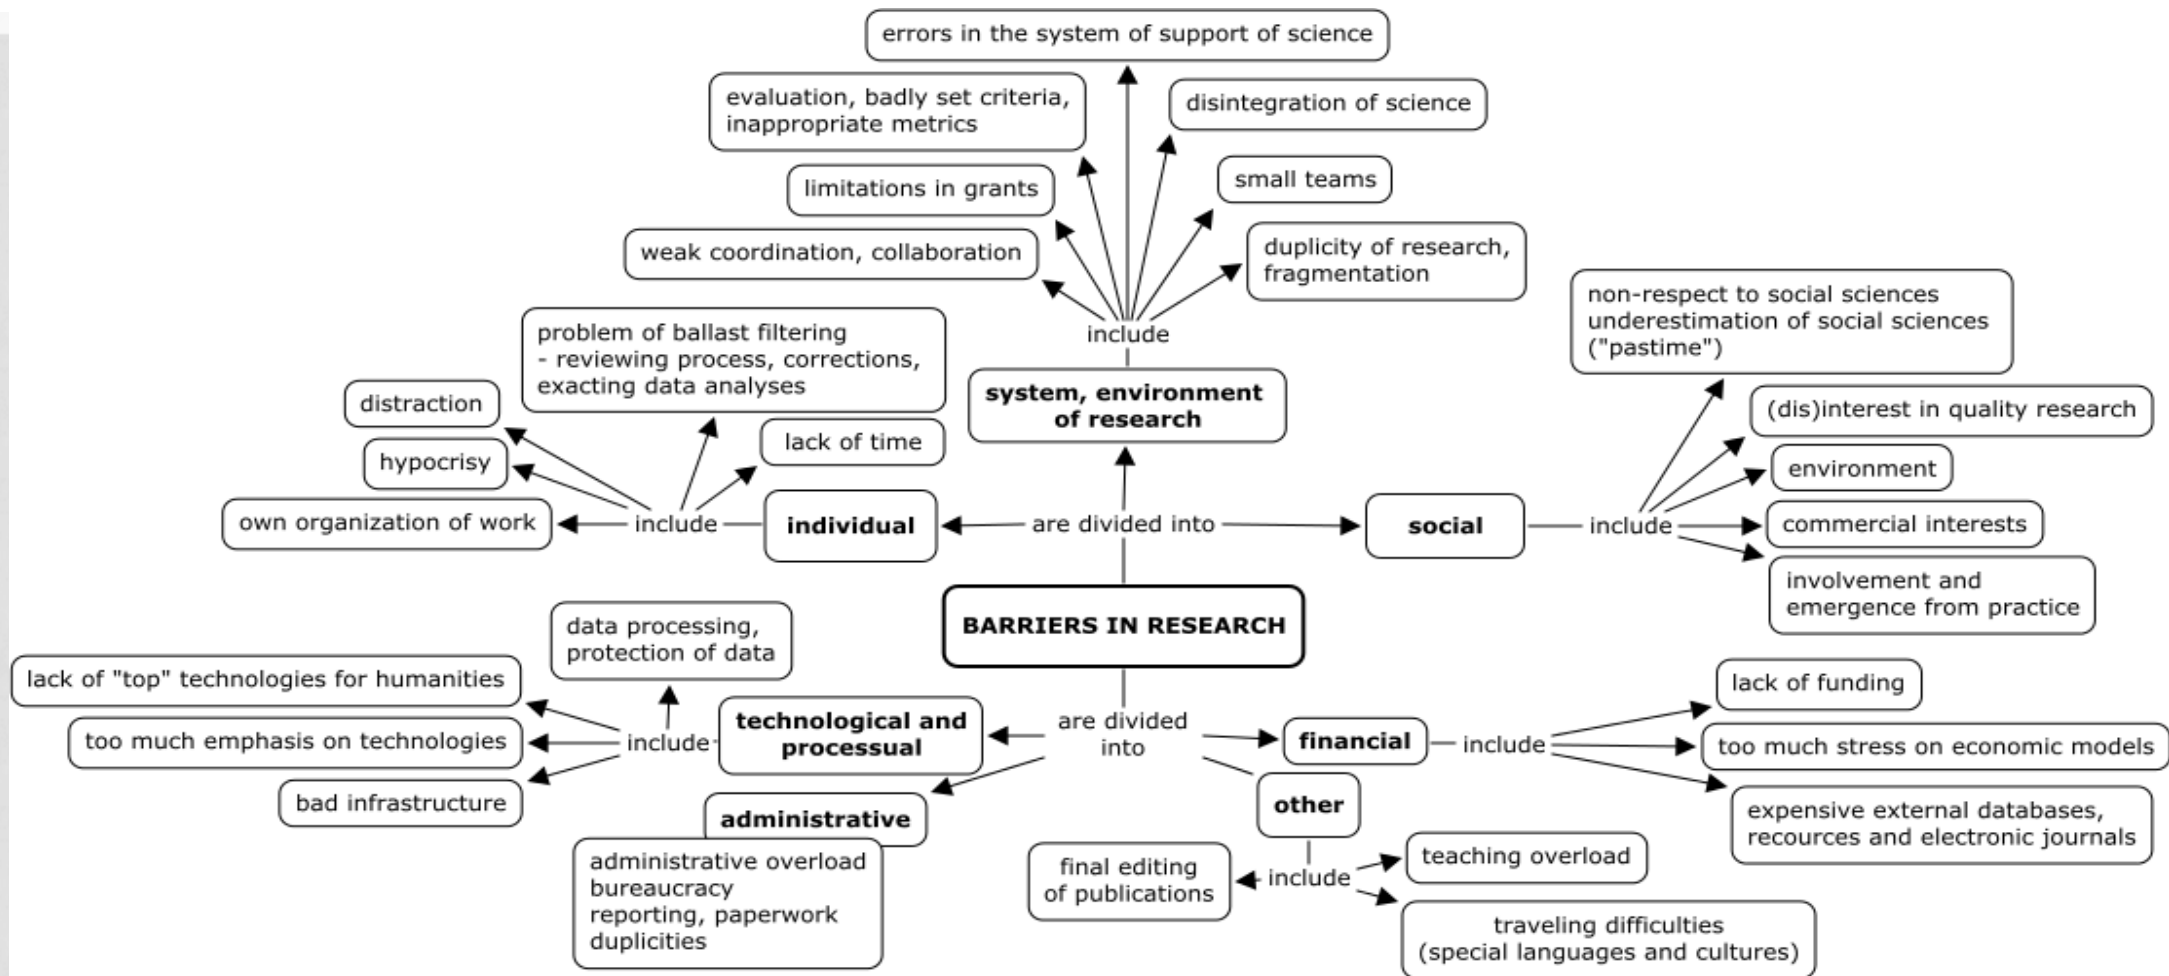 errors in the system of support of science
evaluation, badly set criteria,
inappropriate metrics
disintegration of science
limitations in grants
small teams
weak coordination, collaboration
duplicity of research,
fragmentation
include
system, environment
of research
problem of ballast filtering
- reviewing process, corrections,
exacting data analyses
distraction
lack of time
hypocrisy
own organization of work
include
individual
are divided into
social
include
non-respect to social sciences
underestimation of social sciences
("pastime")
(dis)interest in quality research
environment
commercial interests
involvement and
emergence from practice
BARRIERS IN RESEARCH
data processing,
protection of data
lack of "top" technologies for humanities
too much emphasis on technologies
bad infrastructure
include
technological and
processual
are divided
into
financial
include
lack of funding
too much stress on economic models
expensive external databases,
recources and electronic journals
administrative
administrative overload
bureaucracy
reporting, paperwork
duplicities
other
include
final editing
of publications
teaching overload
traveling difficulties
(special languages and cultures)